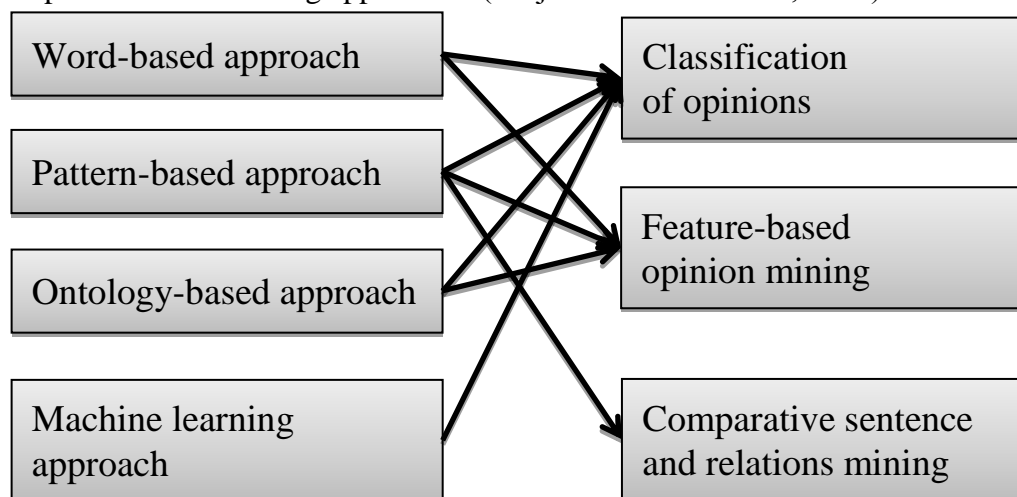 Word-based approach
Pattern-based approach
Ontology-based approach
Machine learning
approach
Classification
of opinions
Feature-based
opinion mining
Comparative sentence
and relations mining